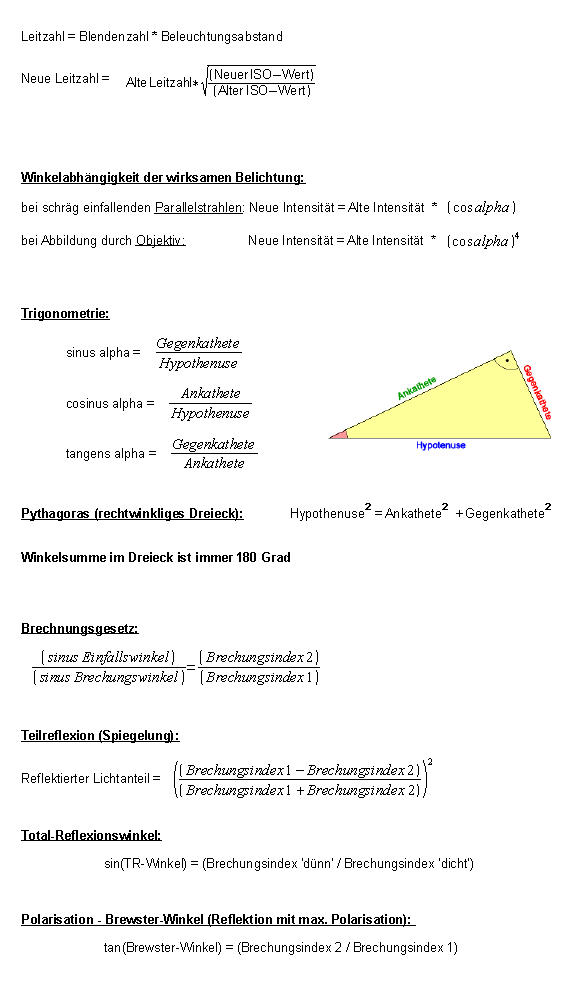 Leitzahl = Blendenzahl * Beleuchtungsabstand
Neue Leitzahl = Alte Leitzahl * √((Neuer ISO−Wert) / (Alter ISO−Wert))
Winkelabhängigkeit der wirksamen Belichtung:
bei schräg einfallenden Parallelstrahlen: Neue Intensität = Alte Intensität * (cos alpha)
bei Abbildung durch Objektiv: Neue Intensität = Alte Intensität * (cos alpha)⁴
Trigonometrie:
sinus alpha = Gegenkathete / Hypothenuse
cosinus alpha = Ankathete / Hypothenuse
tangens alpha = Gegenkathete / Ankathete
Ankathete
Gegenkathete
Hypotenuse
Pythagoras (rechtwinkliges Dreieck): Hypothenuse² = Ankathete² + Gegenkathete²
Winkelsumme im Dreieck ist immer 180 Grad
Brechnungsgesetz:
(sinus Einfallswinkel) / (sinus Brechungswinkel) = (Brechungsindex 2) / (Brechungsindex 1)
Teilreflexion (Spiegelung):
Reflektierter Lichtanteil = ((Brechungsindex 1 − Brechungsindex 2) / (Brechungsindex 1 + Brechungsindex 2))²
Total-Reflexionswinkel:
sin(TR-Winkel) = (Brechungsindex 'dünn' / Brechungsindex 'dicht')
Polarisation - Brewster-Winkel (Reflektion mit max. Polarisation):
tan(Brewster-Winkel) = (Brechungsindex 2 / Brechungsindex 1)